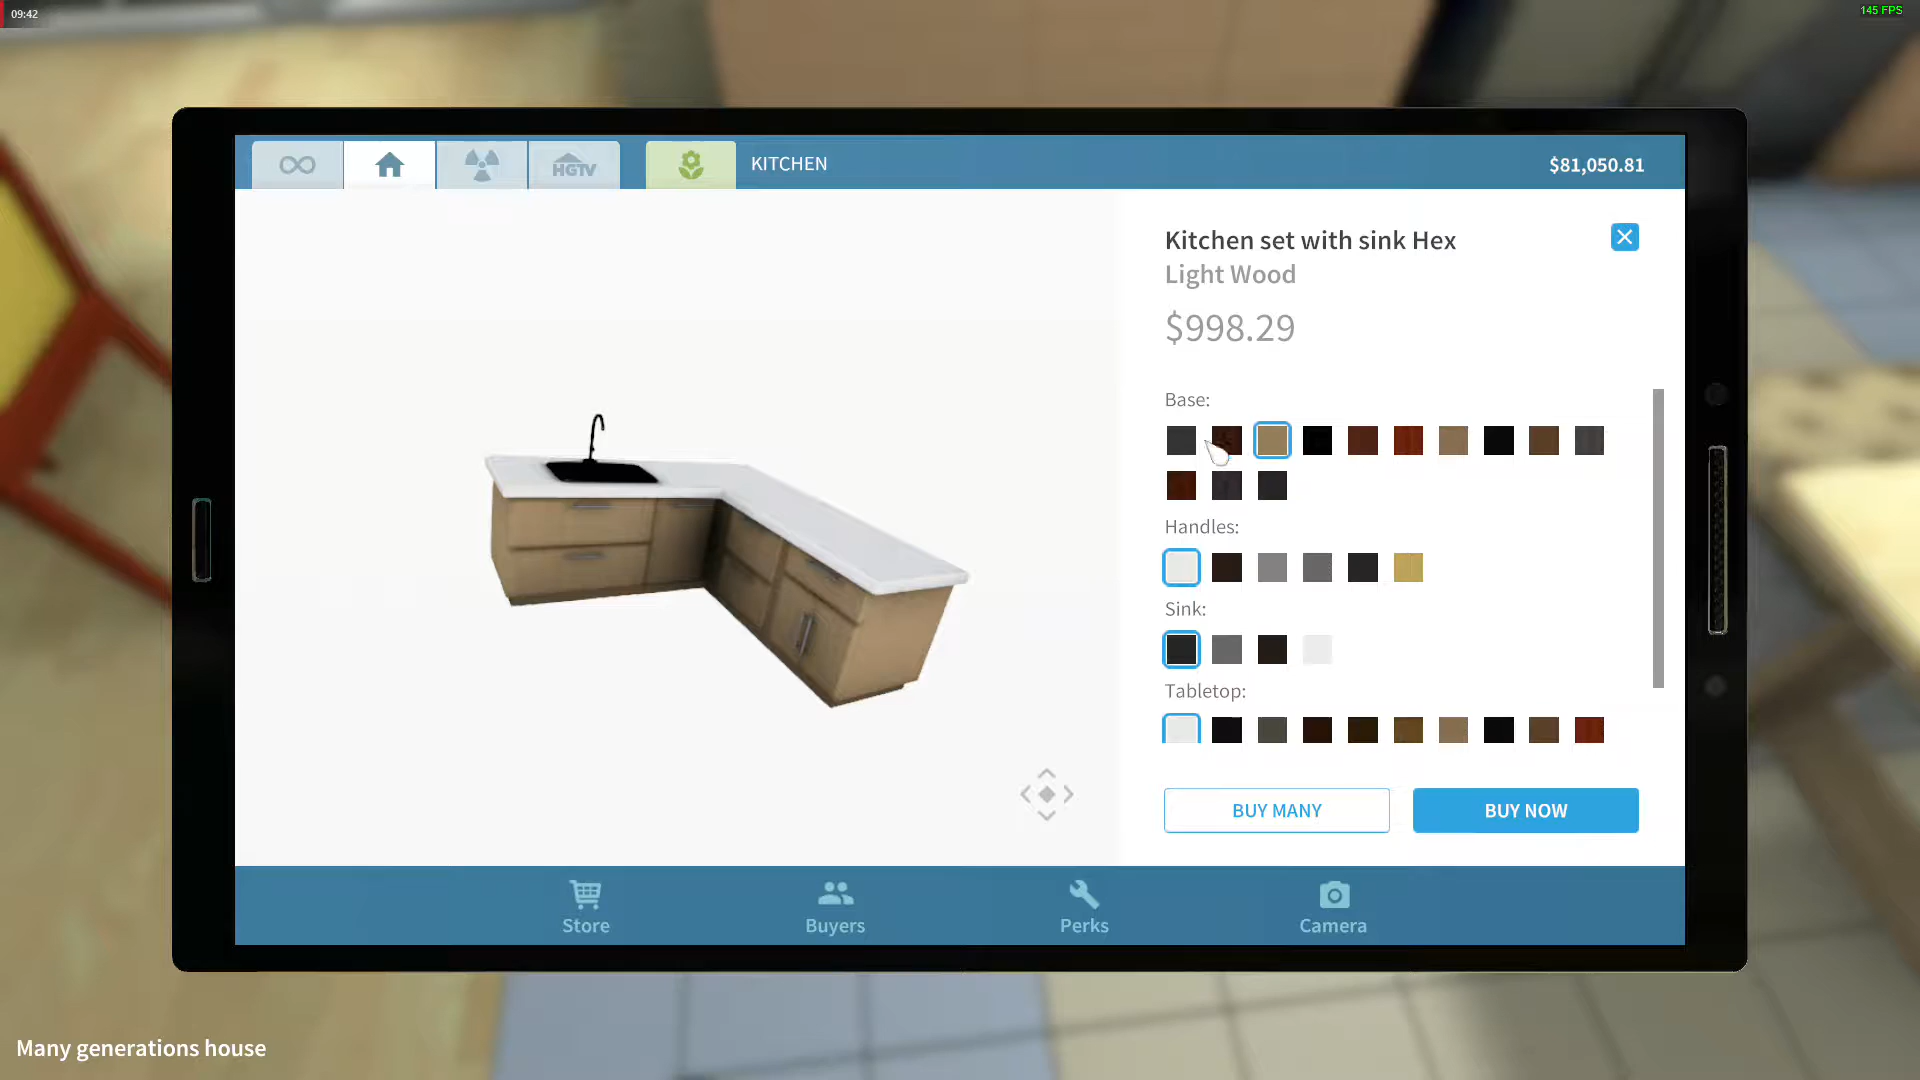 09:42
145 FPS
HGTV
KITCHEN
$81,050.81
Kitchen set with sink Hex
Light Wood
$998.29
Base:
Handles:
Sink:
Tabletop:
BUY MANY
BUY NOW
Store
Buyers
Perks
Camera
Many generations house